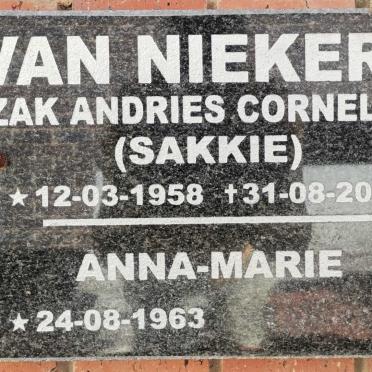 VAN NIEKER
ZAK ANDRIES CORNEL
(SAKKIE)
★12-03-1958 †31-08-20
ANNA-MARIE
★24-08-1963